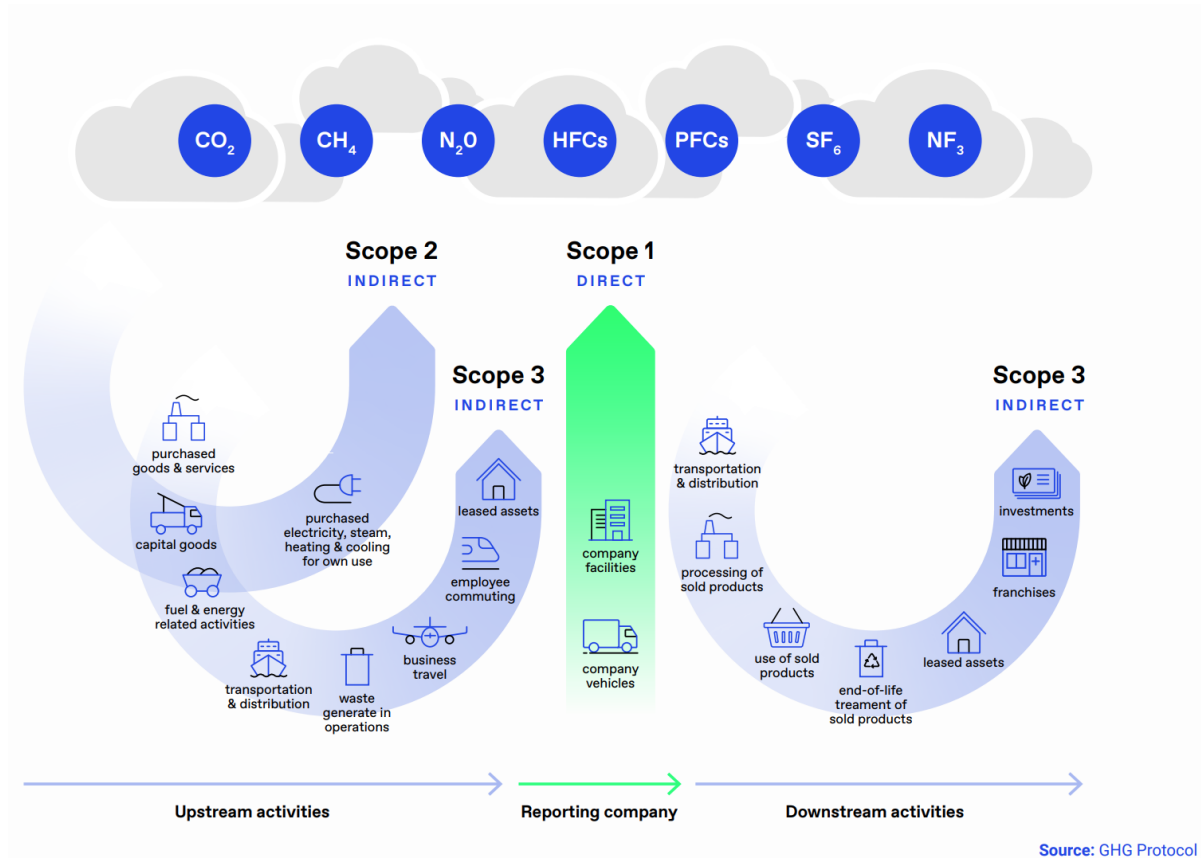 CO₂
CH₄
N₂0
HFCs
PFCs
SF₆
NF₃
Scope 2
INDIRECT
Scope 1
DIRECT
Scope 3
INDIRECT
Scope 3
INDIRECT
purchased
goods & services
capital goods
fuel & energy
related activities
transportation
& distribution
waste
generate in
operations
business
travel
employee
commuting
leased assets
purchased
electricity, steam,
heating & cooling
for own use
company
facilities
company
vehicles
transportation
& distribution
processing of
sold products
use of sold
products
end-of-life
treament of
sold products
leased assets
franchises
investments
Upstream activities
Reporting company
Downstream activities
Source: GHG Protocol